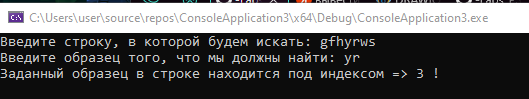 C:\Users\user\source\repos\ConsoleApplication3\x64\Debug\ConsoleApplication3.exe
Введите строку, в которой будем искать: gfhyrws
Введите образец того, что мы должны найти: yr
Заданный образец в строке находится под индексом => 3 !